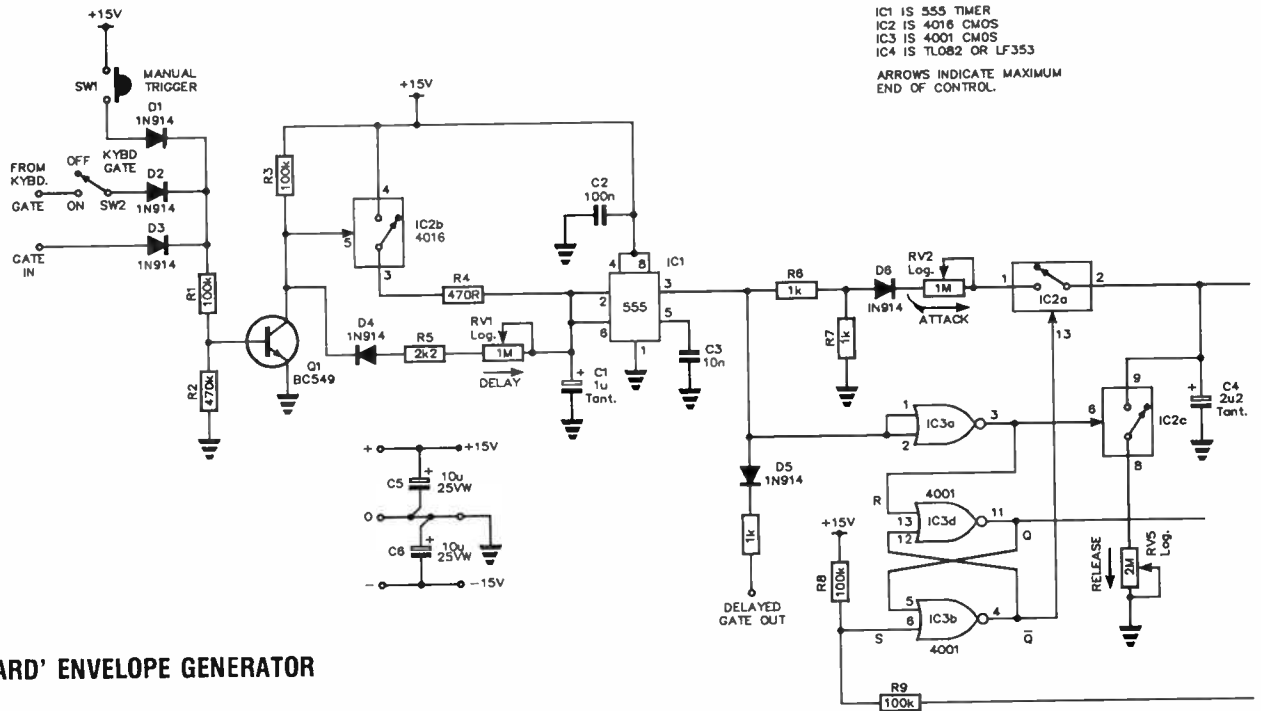 IC1 IS 555 TIMER
IC2 IS 4016 CMOS
IC3 IS 4001 CMOS
IC4 IS TL082 OR LF353
ARROWS INDICATE MAXIMUM
END OF CONTROL.
+15V
SW1
MANUAL
TRIGGER
D1
1N914
FROM
KYBD.
GATE
OFF
ON
KYBD
GATE
SW2
D2
1N914
GATE
IN
D3
1N914
R1
100k
R2
470k
Q1
BC549
R3
100k
+15V
4
5
3
IC2b
4016
C2
100n
R4
470R
D4
1N914
R5
2k2
RV1
Log.
1M
DELAY
C1
1u
Tant.
+
4
8
IC1
2
6
555
3
5
1
C3
10n
R6
1k
R7
1k
D6
1N914
RV2
Log.
1M
ATTACK
1
2
IC2a
13
9
6
8
IC2c
+
C4
2u2
Tant.
1
2
IC3a
3
D5
1N914
1k
DELAYED
GATE OUT
R
4001
13
12
IC3d
11
Q
+15V
R8
100k
S
5
6
IC3b
4
Q̅
4001
R9
100k
RELEASE
2M
RV5
Log.
+
+15V
C5
+
10u
25VW
0
C6
+
10u
25VW
-
-15V
ARD' ENVELOPE GENERATOR